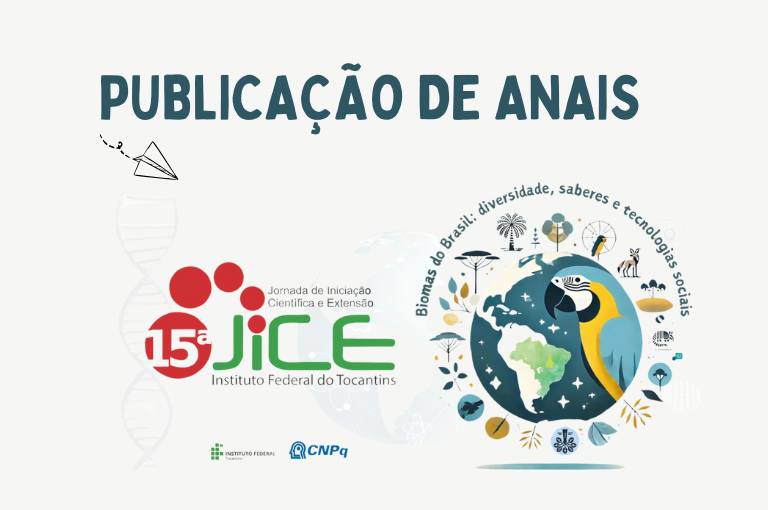 PUBLICAÇÃO DE ANAIS
Biomas do Brasil: diversidade, saberes e tecnologias sociais
Jornada de Iniciação
Científica e Extensão
15ª JICE
Instituto Federal do Tocantins
INSTITUTO FEDERAL
Tocantins
CNPq